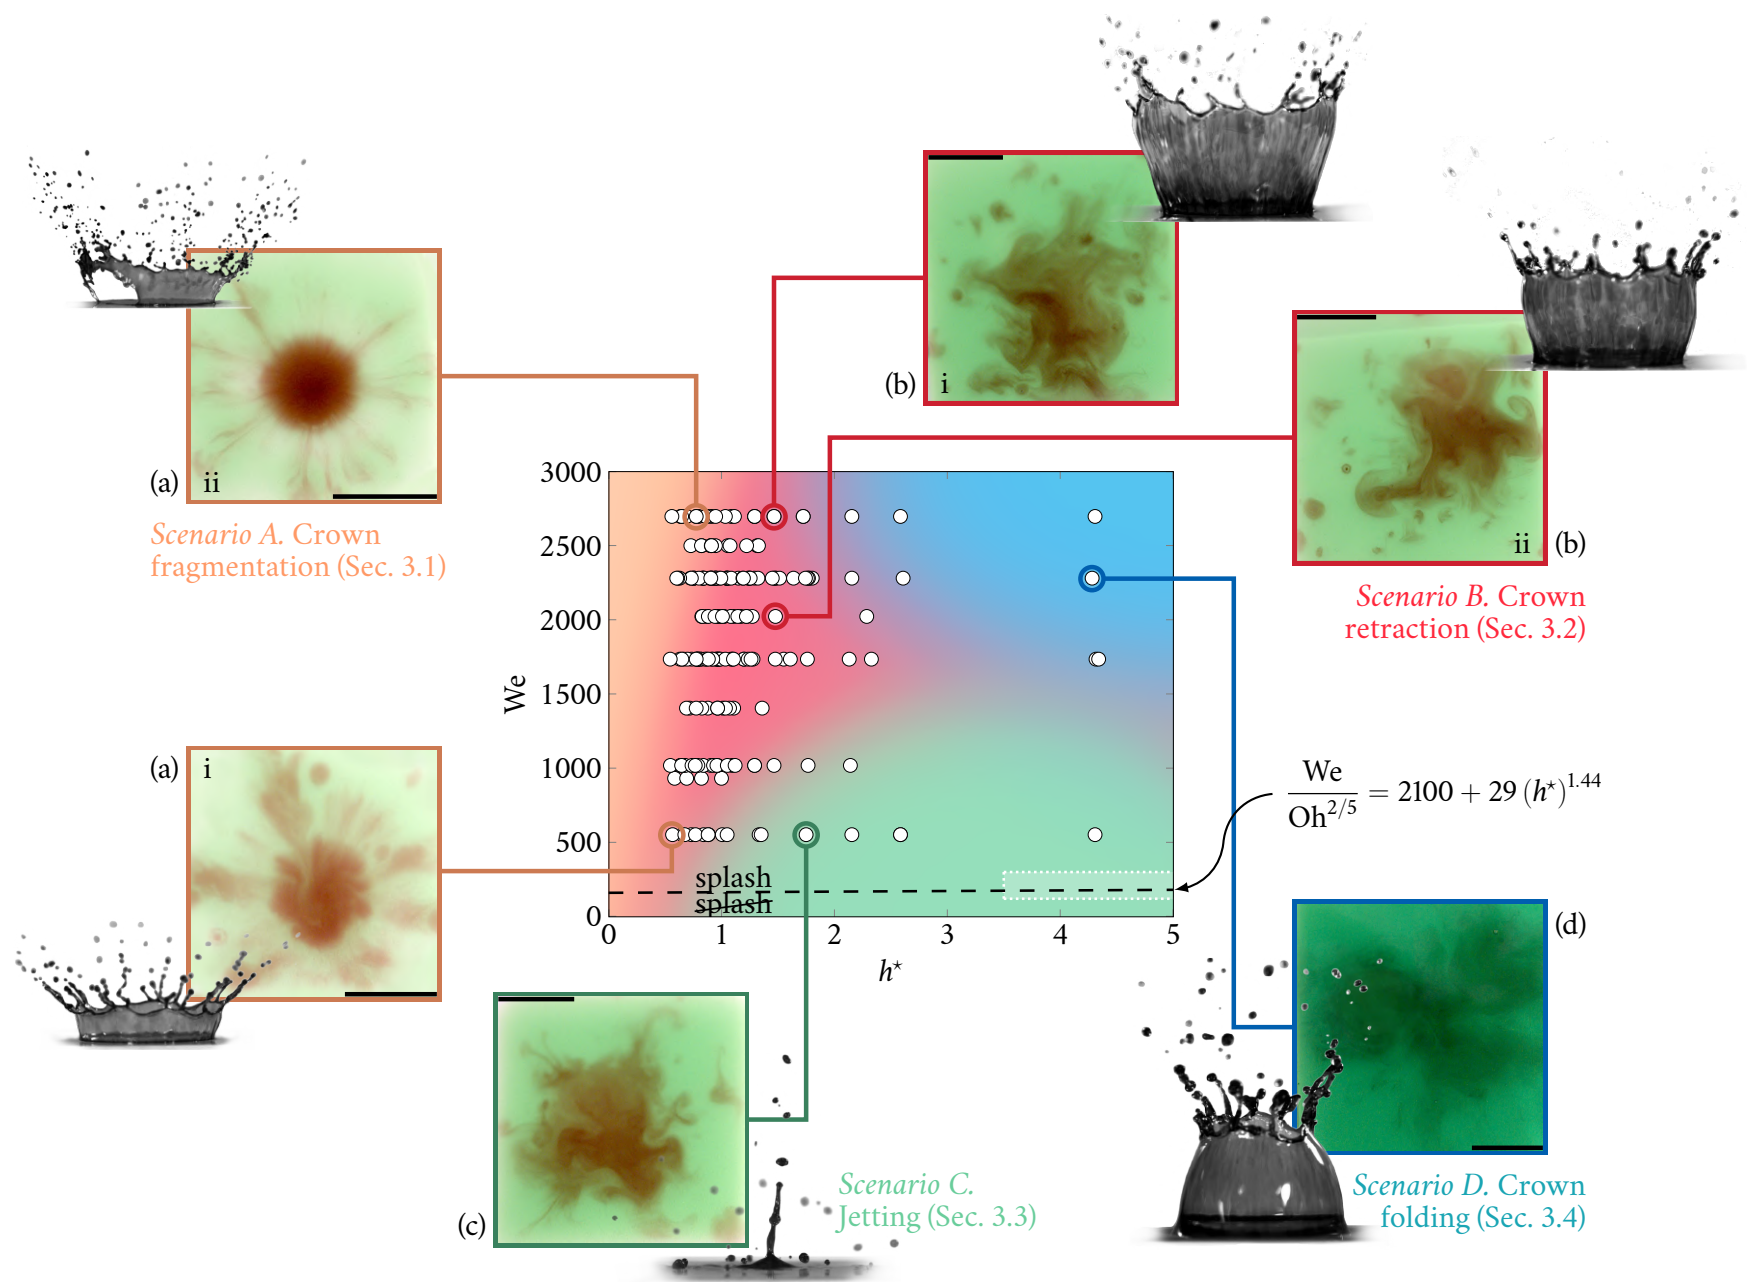 (a)
ii
Scenario A. Crown
fragmentation (Sec. 3.1)
(b)
i
ii
(b)
Scenario B. Crown
retraction (Sec. 3.2)
3000
2500
2000
1500
1000
500
0
We
0
1
2
3
4
5
h⋆
splash
splash
We
Oh^{2/5}
= 2100 + 29 (h⋆)^{1.44}
(a)
i
(c)
Scenario C.
Jetting (Sec. 3.3)
(d)
Scenario D. Crown
folding (Sec. 3.4)